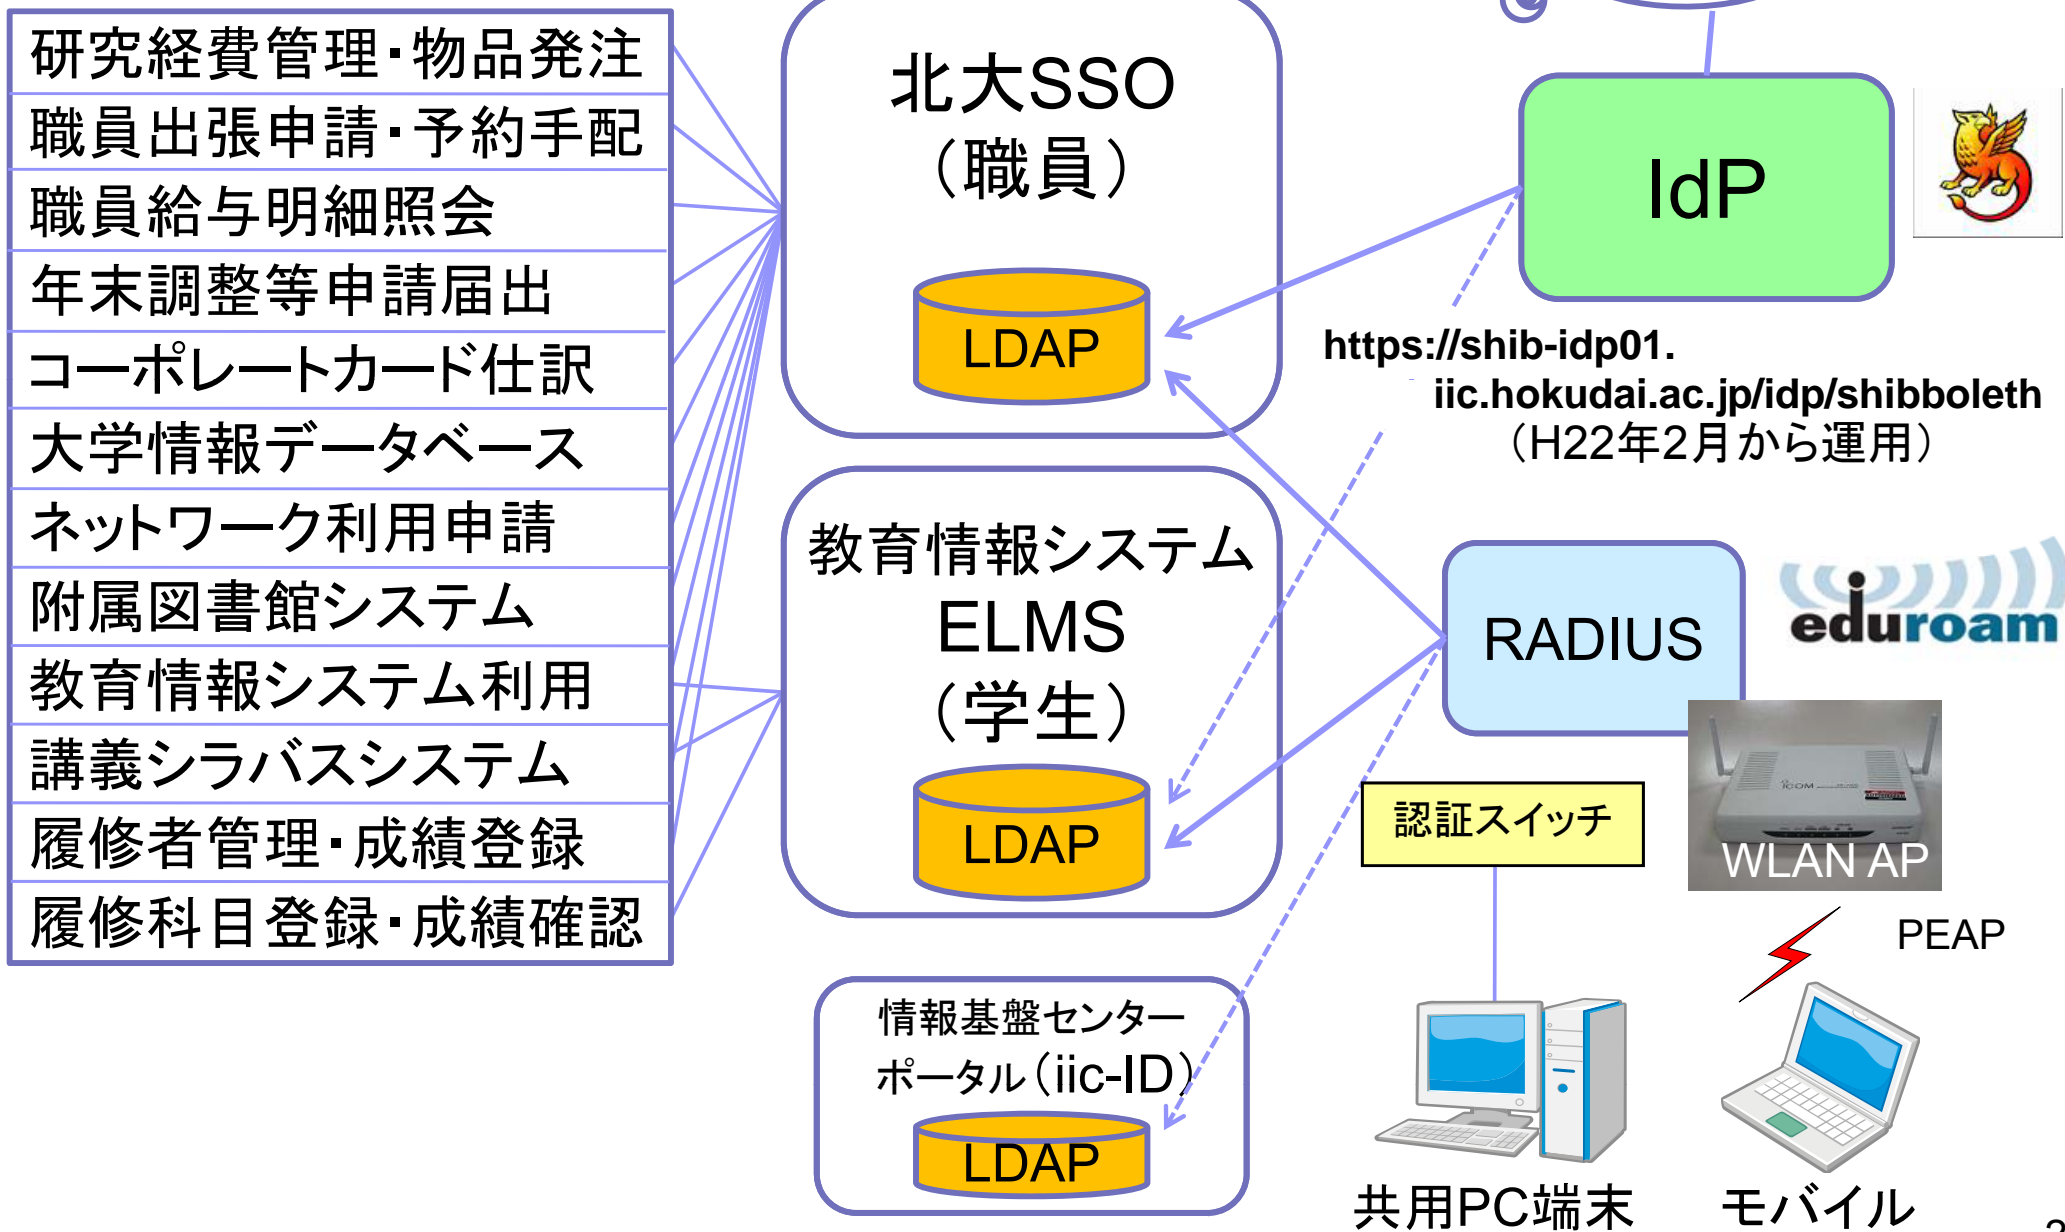 研究経費管理・物品発注
職員出張申請・予約手配
職員給与明細照会
年末調整等申請届出
コーポレートカード仕訳
大学情報データベース
ネットワーク利用申請
附属図書館システム
教育情報システム利用
講義シラバスシステム
履修者管理・成績登録
履修科目登録・成績確認
北大SSO
（職員）
LDAP
教育情報システム
ELMS
（学生）
LDAP
情報基盤センター
ポータル（iic-ID）
LDAP
IdP
https://shib-idp01.
iic.hokudai.ac.jp/idp/shibboleth
（H22年2月から運用）
RADIUS
eduroam
認証スイッチ
ICOM
WLAN AP
PEAP
共用PC端末
モバイル